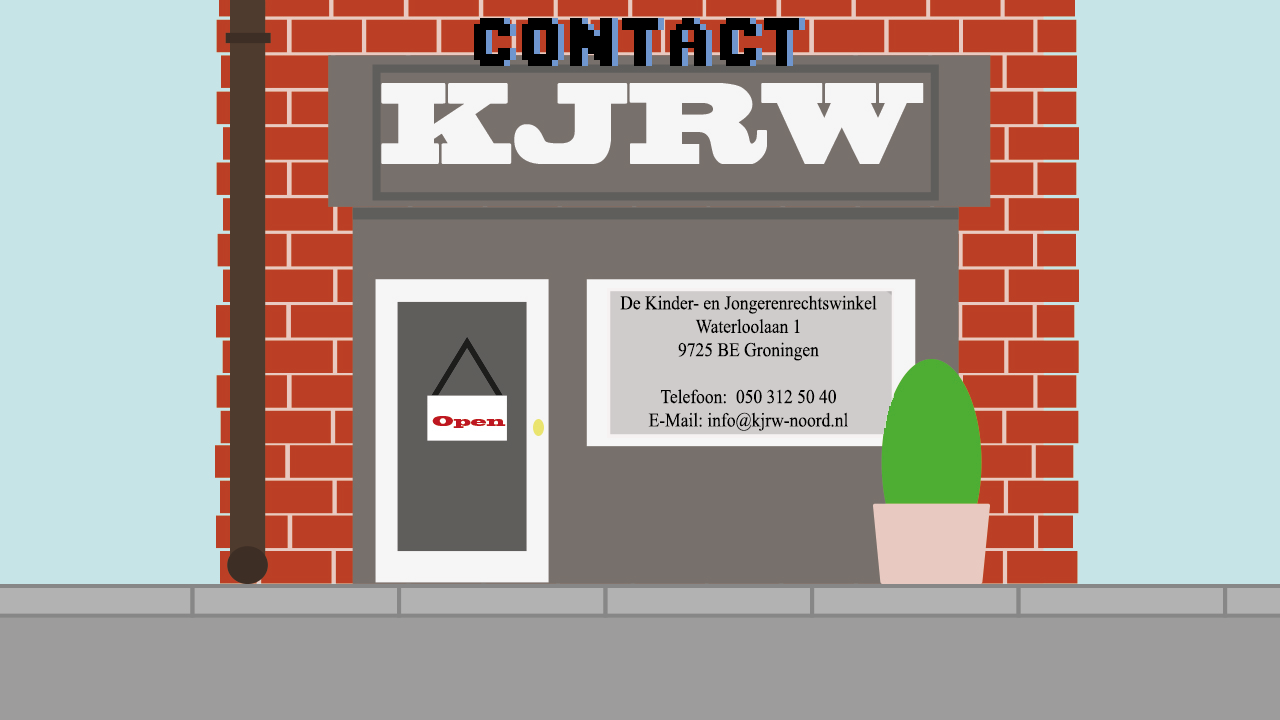 CONTACT
KJRW
De Kinder- en Jongerenrechtswinkel
Waterloolaan 1
9725 BE Groningen
Telefoon: 050 312 50 40
E-Mail: info@kjrw-noord.nl
Open